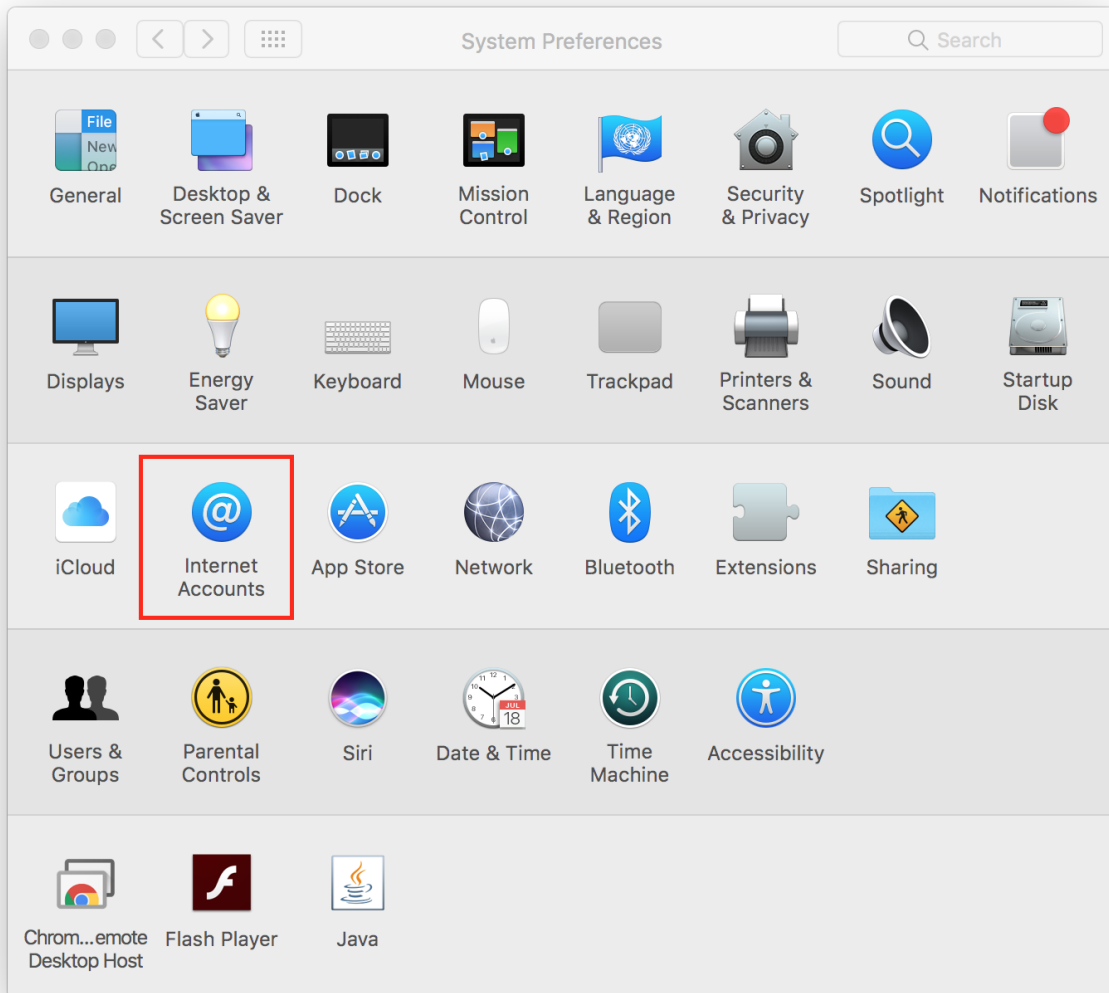 System Preferences
Search
File
New
Ope
General
Desktop &
Screen Saver
Dock
Mission
Control
Language
& Region
Security
& Privacy
Spotlight
Notifications
Displays
Energy
Saver
Keyboard
Mouse
Trackpad
Printers &
Scanners
Sound
Startup
Disk
iCloud
@
Internet
Accounts
App Store
Network
Bluetooth
Extensions
Sharing
Users &
Groups
Parental
Controls
Siri
JUL
18
Date & Time
Time
Machine
Accessibility
Chrom...emote
Desktop Host
Flash Player
Java